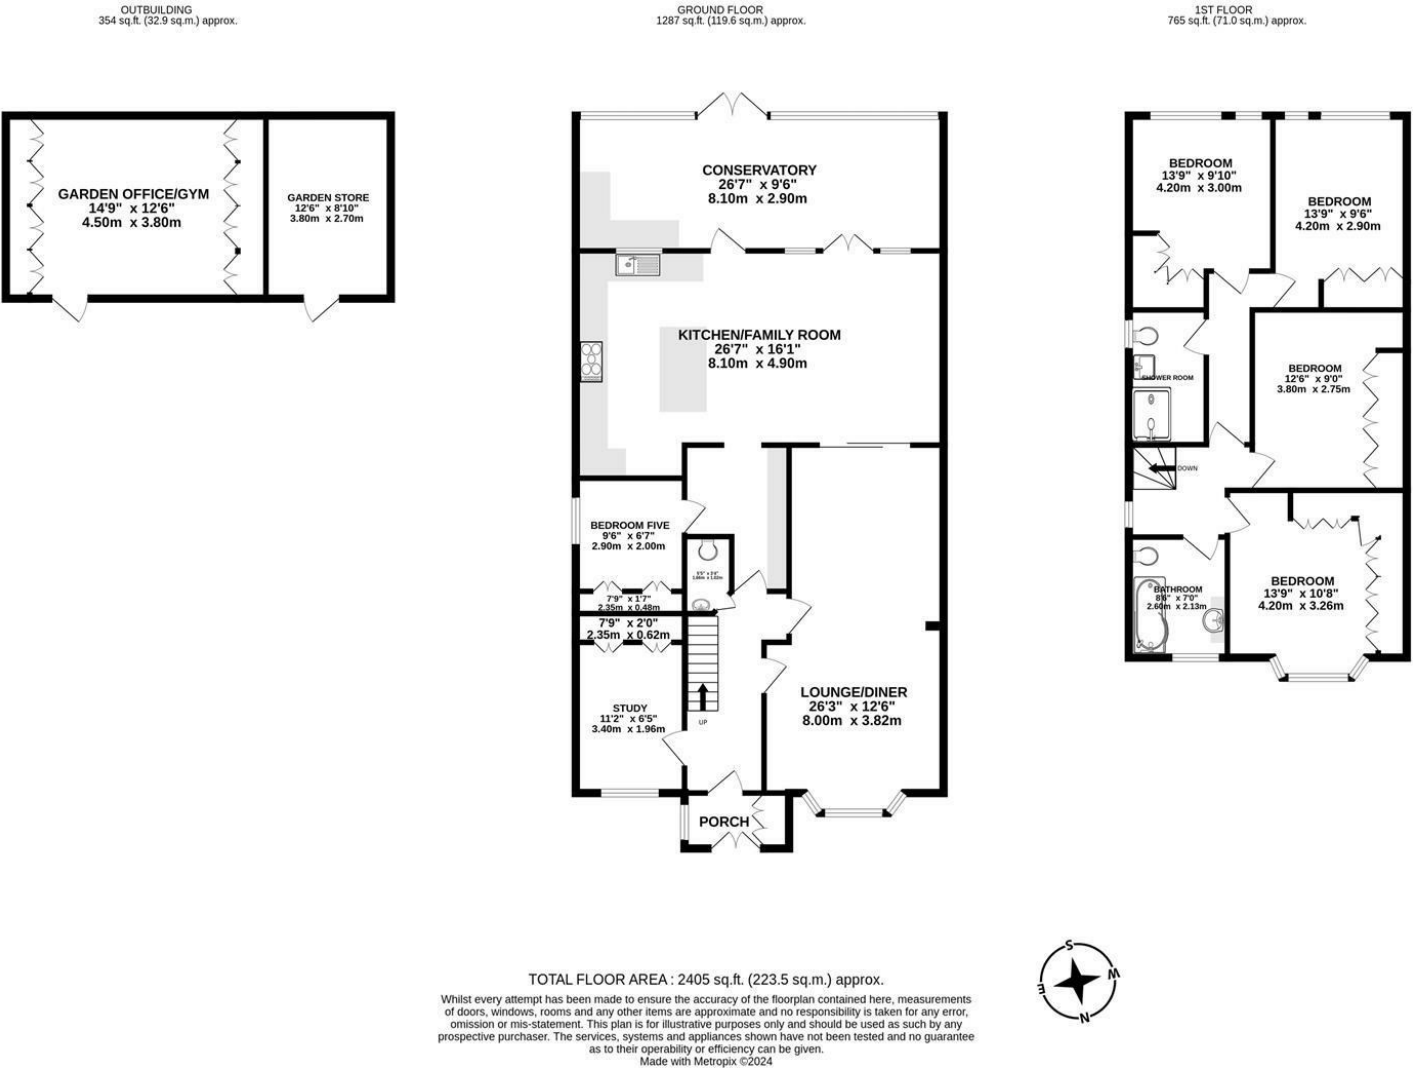 OUTBUILDING
354 sq.ft. (32.9 sq.m.) approx.
GROUND FLOOR
1287 sq.ft. (119.6 sq.m.) approx.
1ST FLOOR
765 sq.ft. (71.0 sq.m.) approx.
GARDEN OFFICE/GYM
14'9" x 12'6"
4.50m x 3.80m
GARDEN STORE
12'6" x 8'10"
3.80m x 2.70m
CONSERVATORY
26'7" x 9'6"
8.10m x 2.90m
KITCHEN/FAMILY ROOM
26'7" x 16'1"
8.10m x 4.90m
BEDROOM FIVE
9'6" x 6'7"
2.90m x 2.00m
7'9" x 1'7"
2.35m x 0.48m
7'9" x 2'0"
2.35m x 0.62m
STUDY
11'2" x 6'5"
3.40m x 1.96m
UP
LOUNGE/DINER
26'3" x 12'6"
8.00m x 3.82m
PORCH
BEDROOM
13'9" x 9'10"
4.20m x 3.00m
BEDROOM
13'9" x 9'6"
4.20m x 2.90m
SHOWER ROOM
BEDROOM
12'6" x 9'0"
3.80m x 2.75m
DOWN
BATHROOM
8'6" x 7'0"
2.60m x 2.13m
BEDROOM
13'9" x 10'8"
4.20m x 3.26m
S
W
E
N
TOTAL FLOOR AREA : 2405 sq.ft. (223.5 sq.m.) approx.
Whilst every attempt has been made to ensure the accuracy of the floorplan contained here, measurements
of doors, windows, rooms and any other items are approximate and no responsibility is taken for any error,
omission or mis-statement. This plan is for illustrative purposes only and should be used as such by any
prospective purchaser. The services, systems and appliances shown have not been tested and no guarantee
as to their operability or efficiency can be given.
Made with Metropix ©2024